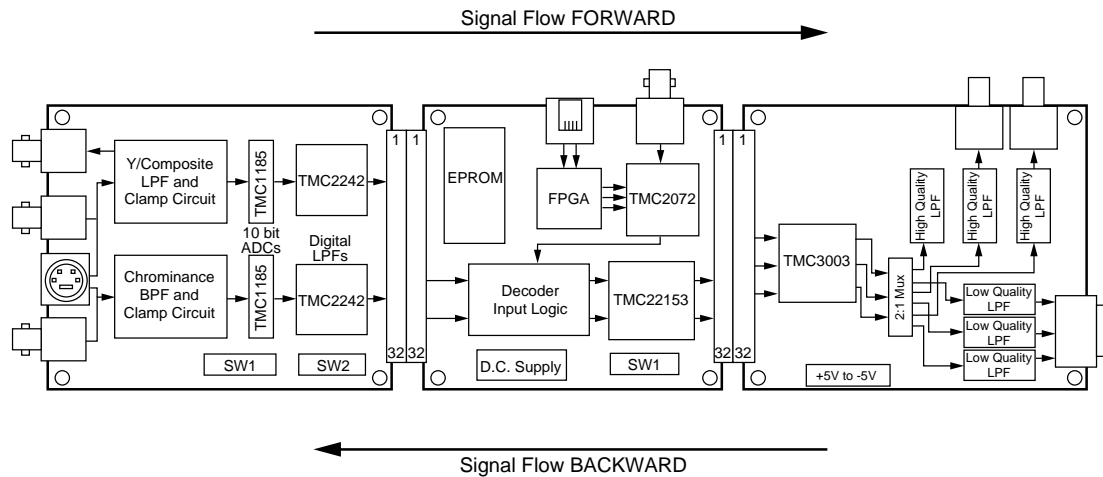 Signal Flow FORWARD
Y/Composite
LPF and
Clamp Circuit
TMC1185
TMC2242
10 bit
ADCs
Digital
LPFs
Chrominance
BPF and
Clamp Circuit
TMC1185
TMC2242
SW1
SW2
1
1
32
32
EPROM
FPGA
TMC2072
Decoder
Input Logic
TMC22153
D.C. Supply
SW1
1
1
32
32
TMC3003
2:1 Mux
High Quality
LPF
High Quality
LPF
High Quality
LPF
Low Quality
LPF
Low Quality
LPF
Low Quality
LPF
+5V to -5V
Signal Flow BACKWARD